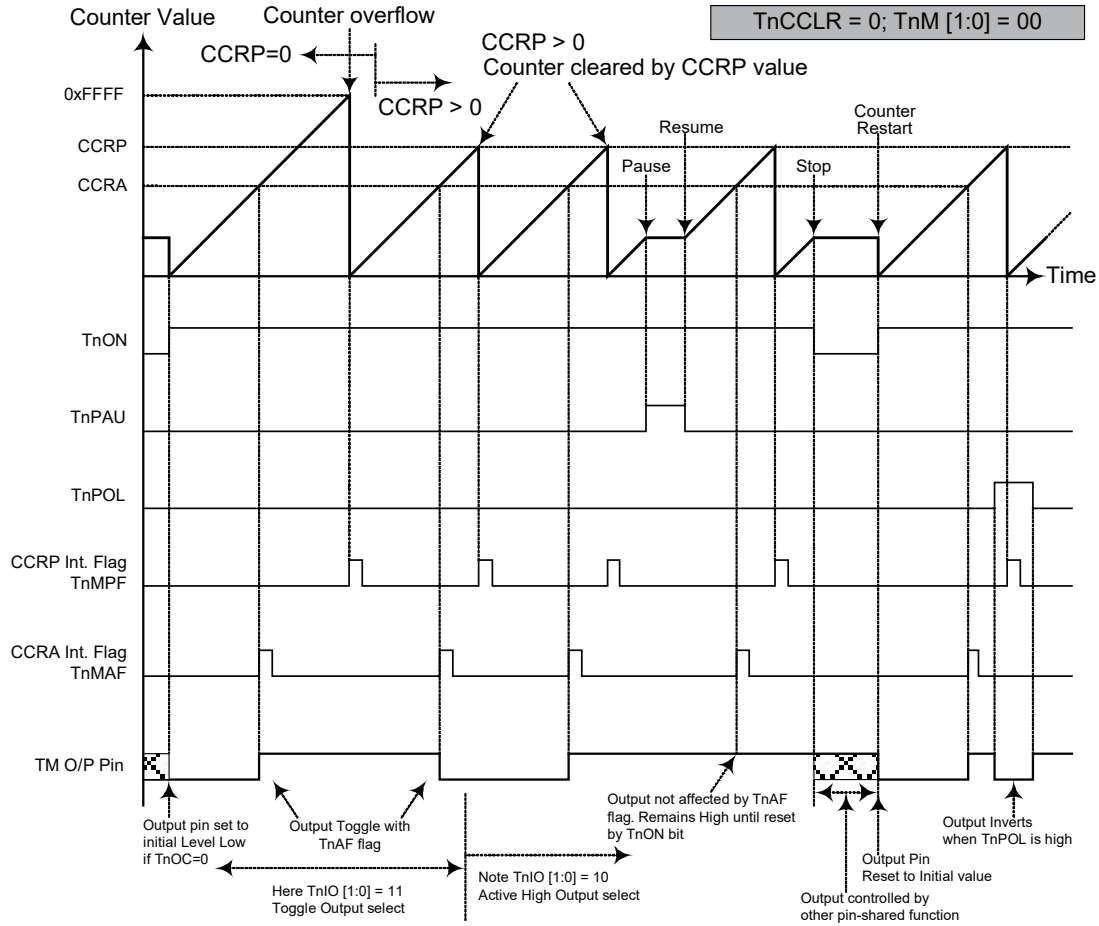 Counter Value
Counter overflow
TnCCLR = 0; TnM [1:0] = 00
CCRP=0
CCRP > 0
CCRP > 0
Counter cleared by CCRP value
0xFFFF
CCRP
CCRA
Pause
Resume
Stop
Counter
Restart
Time
TnON
TnPAU
TnPOL
CCRP Int. Flag
TnMPF
CCRA Int. Flag
TnMAF
TM O/P Pin
Output pin set to
initial Level Low
if TnOC=0
Output Toggle with
TnAF flag
Here TnIO [1:0] = 11
Toggle Output select
Note TnIO [1:0] = 10
Active High Output select
Output not affected by TnAF
flag. Remains High until reset
by TnON bit
Output controlled by
other pin-shared function
Output Pin
Reset to Initial value
Output Inverts
when TnPOL is high